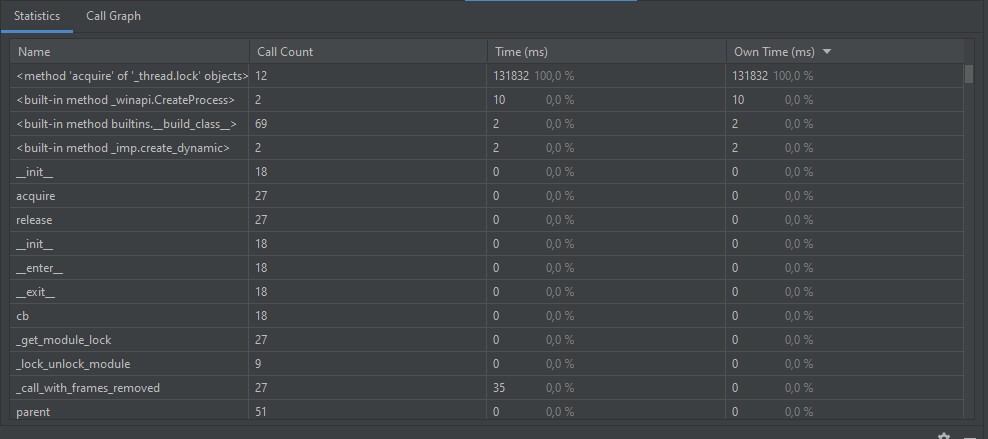 Statistics Call Graph
Name Call Count Time (ms) Own Time (ms)
<method 'acquire' of '_thread.lock' objects> 12 131832 100,0 % 131832 100,0 %
<built-in method _winapi.CreateProcess> 2 10 0,0 % 10 0,0 %
<built-in method builtins.__build_class__> 69 2 0,0 % 2 0,0 %
<built-in method _imp.create_dynamic> 2 2 0,0 % 2 0,0 %
__init__ 18 0 0,0 % 0 0,0 %
acquire 27 0 0,0 % 0 0,0 %
release 27 0 0,0 % 0 0,0 %
__init__ 18 0 0,0 % 0 0,0 %
__enter__ 18 0 0,0 % 0 0,0 %
__exit__ 18 0 0,0 % 0 0,0 %
cb 18 0 0,0 % 0 0,0 %
_get_module_lock 27 0 0,0 % 0 0,0 %
_lock_unlock_module 9 0 0,0 % 0 0,0 %
_call_with_frames_removed 27 35 0,0 % 0 0,0 %
parent 51 0 0,0 % 0 0,0 %